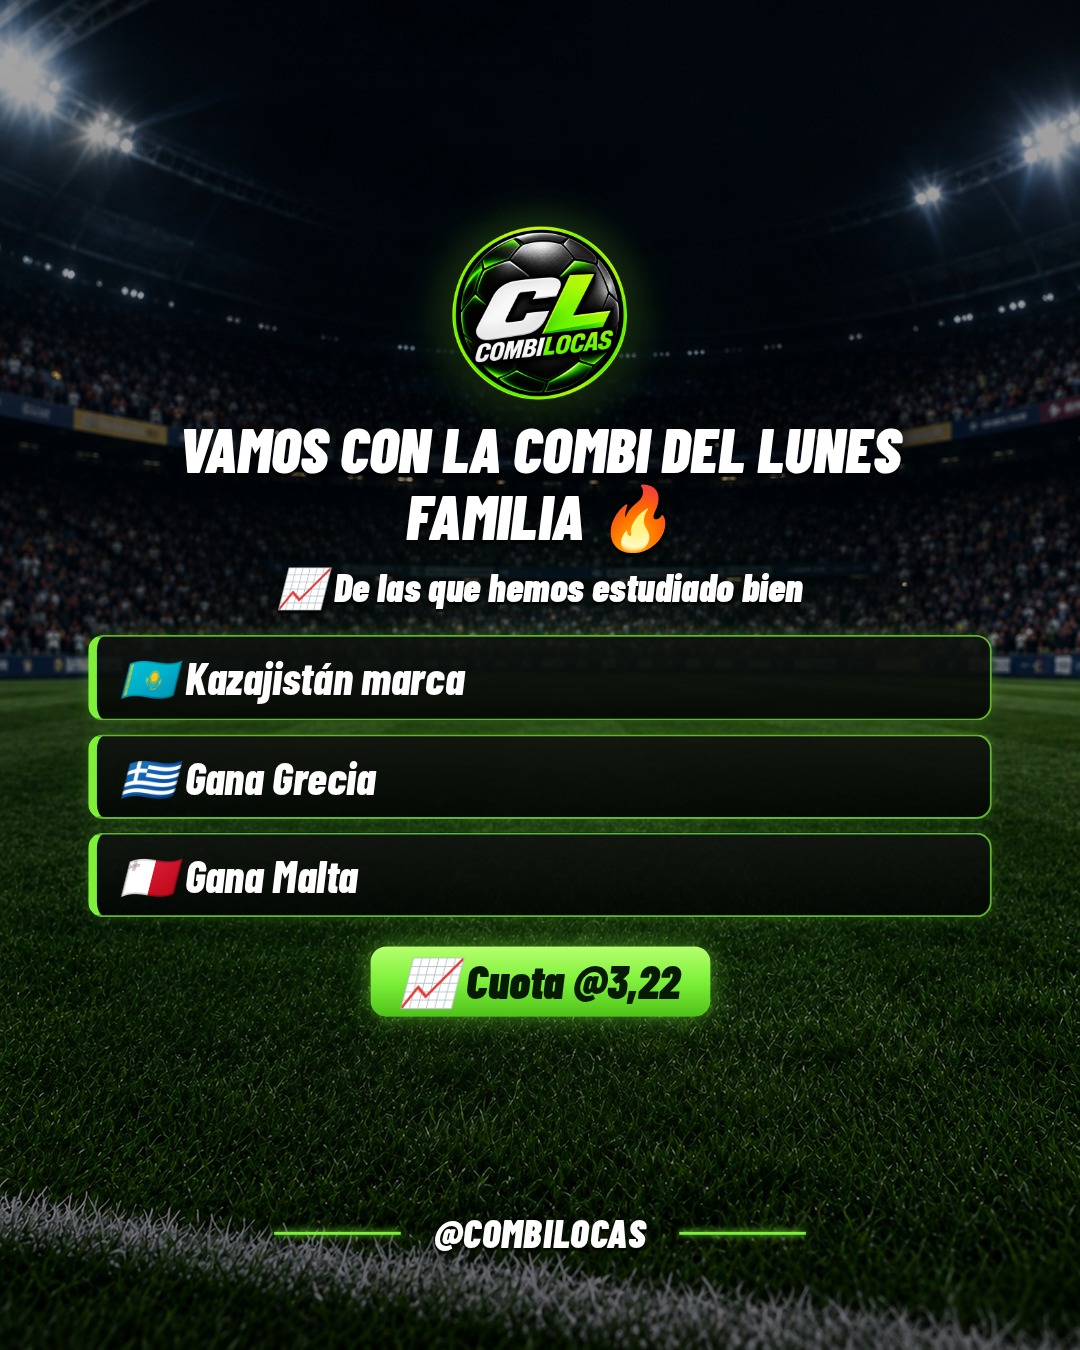 CL
COMBILOCAS
VAMOS CON LA COMBI DEL LUNES
FAMILIA 🔥
📈 De las que hemos estudiado bien
🇰🇿 Kazajistán marca
🇬🇷 Gana Grecia
🇲🇹 Gana Malta
📈 Cuota @3,22
@COMBILOCAS